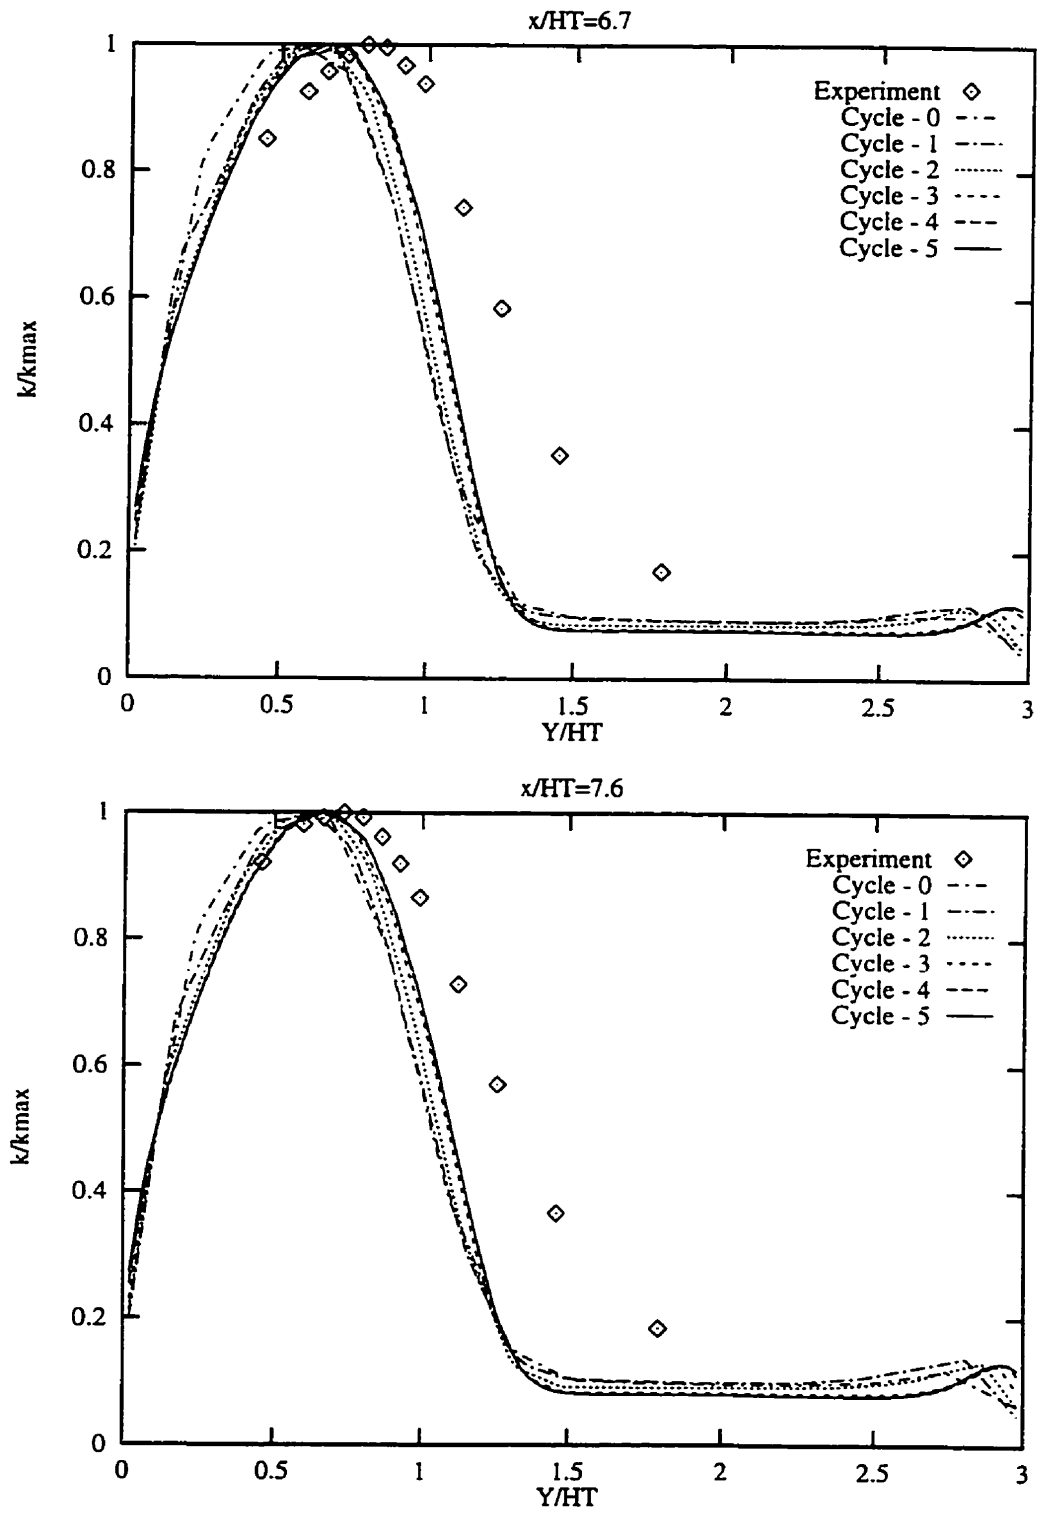 x/HT=6.7
1
0.8
0.6
0.4
0.2
0
k/kmax
Experiment
Cycle - 0
Cycle - 1
Cycle - 2
Cycle - 3
Cycle - 4
Cycle - 5
0 0.5 1 1.5 2 2.5 3
Y/HT
x/HT=7.6
1
0.8
0.6
0.4
0.2
0
k/kmax
Experiment
Cycle - 0
Cycle - 1
Cycle - 2
Cycle - 3
Cycle - 4
Cycle - 5
0 0.5 1 1.5 2 2.5 3
Y/HT